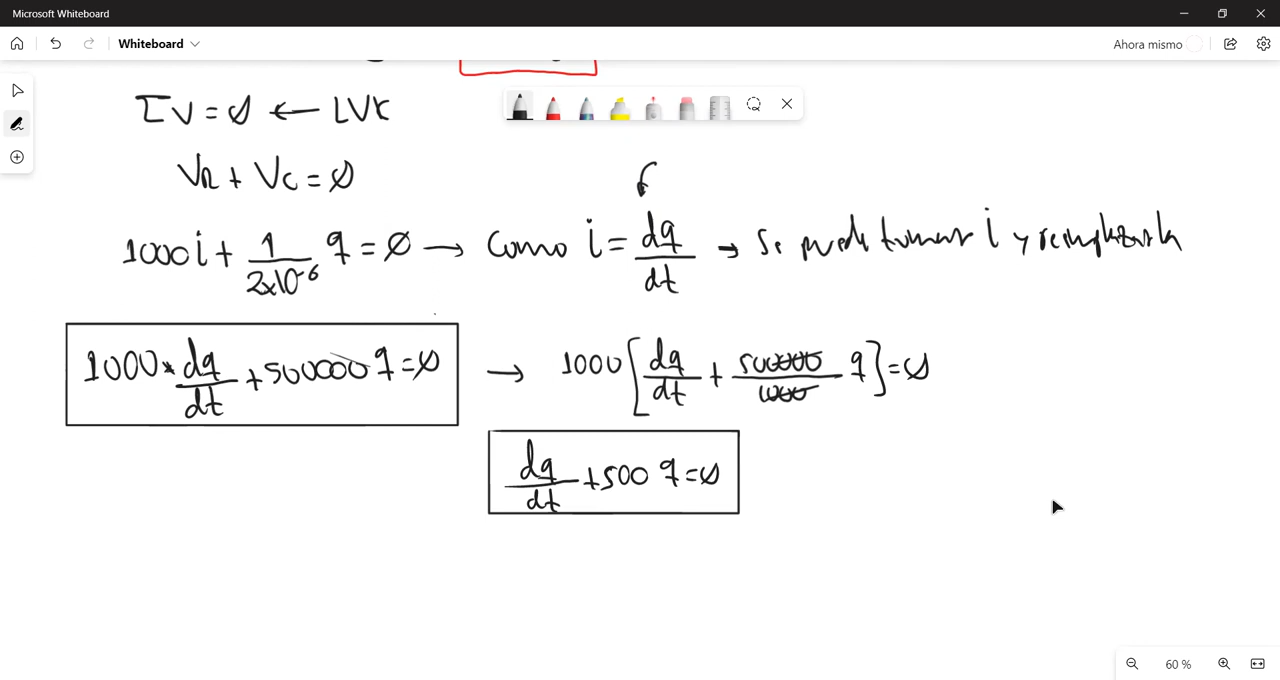 Microsoft Whiteboard
Whiteboard
Ahora mismo
ΣV = 0 ← LVK
VR + VC = 0
1000 i + 1/(2x10^-6) q = 0 → Como i = dq/dt → Se puede tomar i y
1000 * dq/dt + 500000 q = 0 → 1000 [dq/dt + 500000/1000 q] = 0
dq/dt + 500 q = 0
60 %